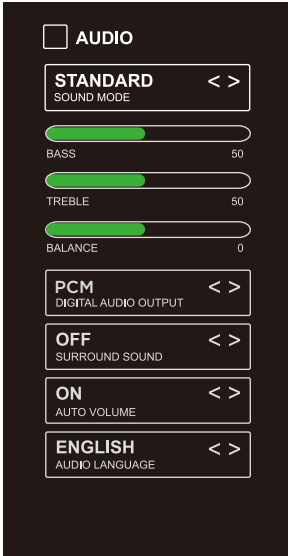 AUDIO
STANDARD < >
SOUND MODE
BASS 50
TREBLE 50
BALANCE 0
PCM < >
DIGITAL AUDIO OUTPUT
OFF < >
SURROUND SOUND
ON < >
AUTO VOLUME
ENGLISH < >
AUDIO LANGUAGE